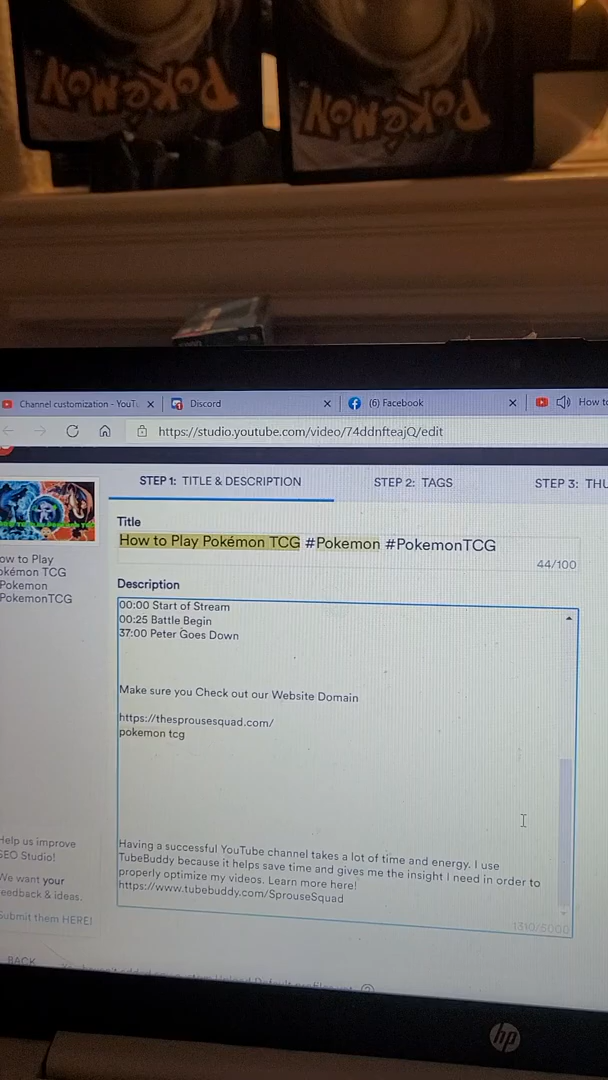 Pokémon
Pokémon
Channel customization - YouTu
Discord
(6) Facebook
How to
https://studio.youtube.com/video/74ddnfteajQ/edit
STEP 1: TITLE & DESCRIPTION
STEP 2: TAGS
STEP 3: THU
Title
How to Play Pokémon TCG #Pokemon #PokemonTCG
44/100
ow to Play
okémon TCG
Pokemon
PokemonTCG
Description
00:00 Start of Stream
00:25 Battle Begin
37:00 Peter Goes Down
Make sure you Check out our Website Domain
https://thesprousesquad.com/
pokemon tcg
Having a successful YouTube channel takes a lot of time and energy. I use
TubeBuddy because it helps save time and gives me the insight I need in order to
properly optimize my videos. Learn more here!
https://www.tubebuddy.com/SprouseSquad
1310/5000
Help us improve
SEO Studio!
We want your
feedback & ideas.
Submit them HERE!
BACK
hp